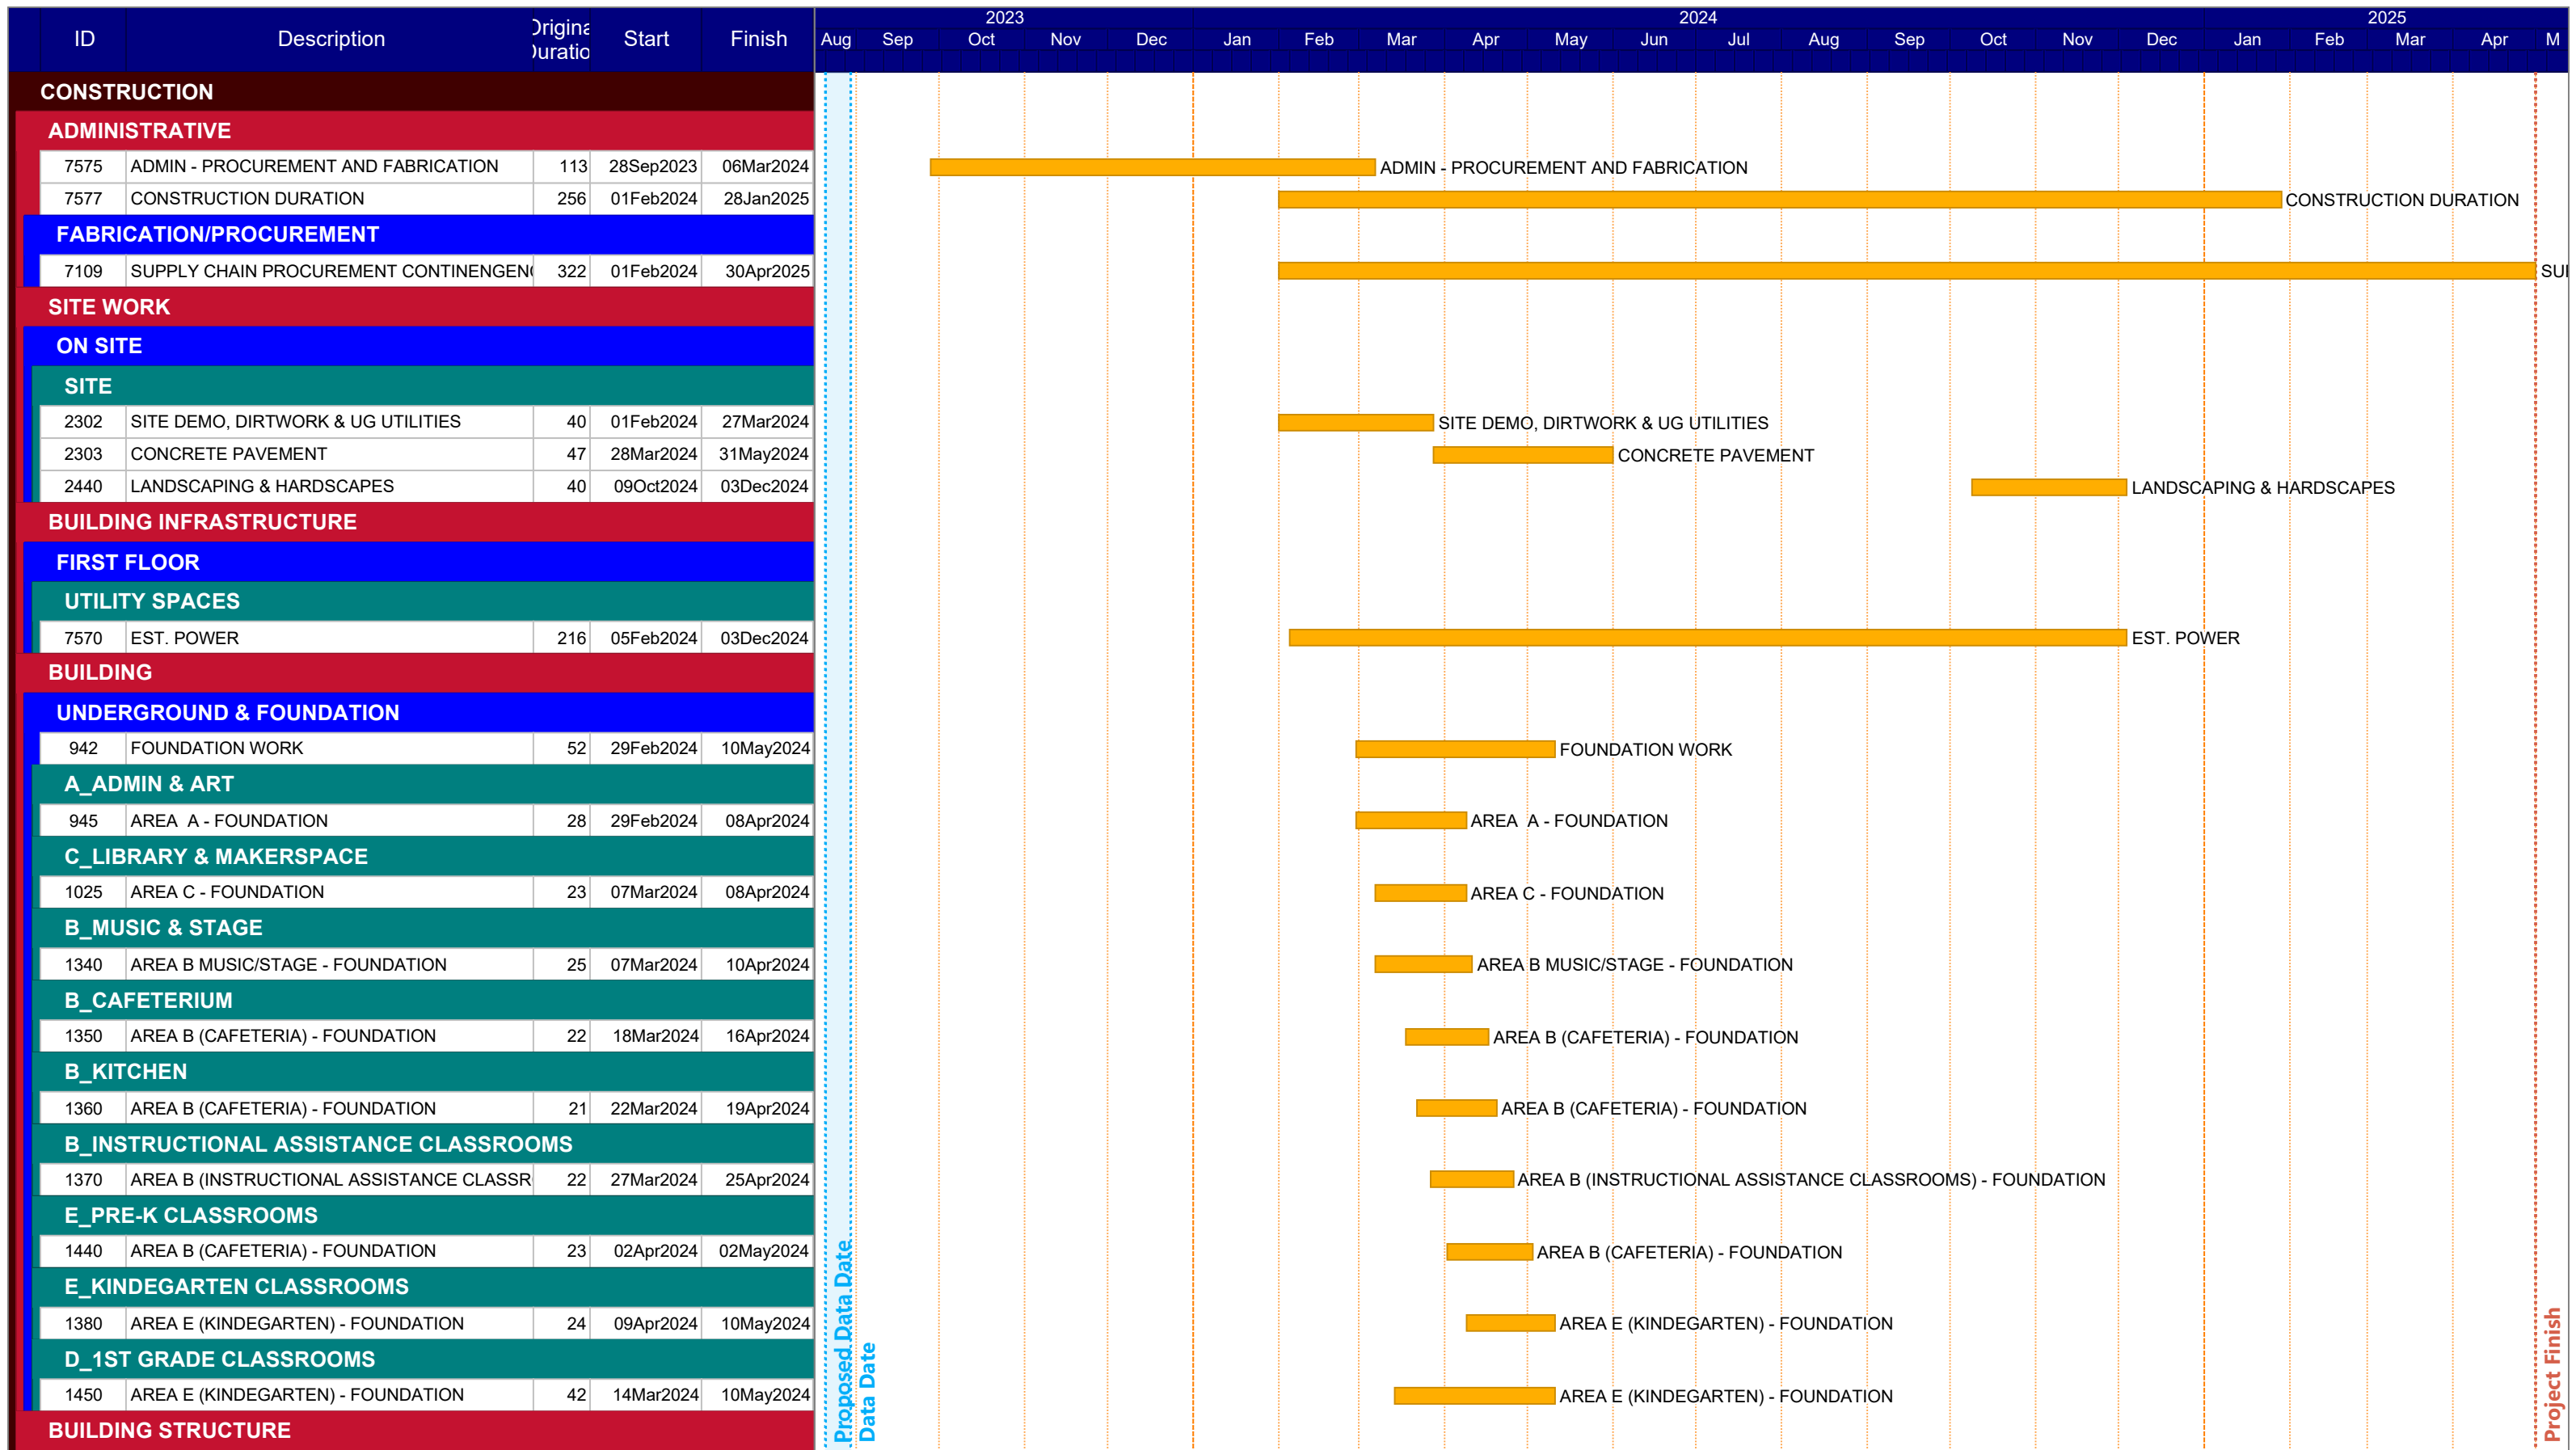 2023 2024 2025
ID Description Origina Start Finish Aug Sep Oct Nov Dec Jan Feb Mar Apr May Jun Jul Aug Sep Oct Nov Dec Jan Feb Mar Apr M
Duratio
CONSTRUCTION
ADMINISTRATIVE
7575 ADMIN - PROCUREMENT AND FABRICATION 113 28Sep2023 06Mar2024 ADMIN - PROCUREMENT AND FABRICATION
7577 CONSTRUCTION DURATION 256 01Feb2024 28Jan2025 CONSTRUCTION DURATION
FABRICATION/PROCUREMENT
7109 SUPPLY CHAIN PROCUREMENT CONTINENGENC 322 01Feb2024 30Apr2025 SUI
SITE WORK
ON SITE
SITE
2302 SITE DEMO, DIRTWORK & UG UTILITIES 40 01Feb2024 27Mar2024 SITE DEMO, DIRTWORK & UG UTILITIES
2303 CONCRETE PAVEMENT 47 28Mar2024 31May2024 CONCRETE PAVEMENT
2440 LANDSCAPING & HARDSCAPES 40 09Oct2024 03Dec2024 LANDSCAPING & HARDSCAPES
BUILDING INFRASTRUCTURE
FIRST FLOOR
UTILITY SPACES
7570 EST. POWER 216 05Feb2024 03Dec2024 EST. POWER
BUILDING
UNDERGROUND & FOUNDATION
942 FOUNDATION WORK 52 29Feb2024 10May2024 FOUNDATION WORK
A_ADMIN & ART
945 AREA  A - FOUNDATION 28 29Feb2024 08Apr2024 AREA  A - FOUNDATION
C_LIBRARY & MAKERSPACE
1025 AREA C - FOUNDATION 23 07Mar2024 08Apr2024 AREA C - FOUNDATION
B_MUSIC & STAGE
1340 AREA B MUSIC/STAGE - FOUNDATION 25 07Mar2024 10Apr2024 AREA B MUSIC/STAGE - FOUNDATION
B_CAFETERIUM
1350 AREA B (CAFETERIA) - FOUNDATION 22 18Mar2024 16Apr2024 AREA B (CAFETERIA) - FOUNDATION
B_KITCHEN
1360 AREA B (CAFETERIA) - FOUNDATION 21 22Mar2024 19Apr2024 AREA B (CAFETERIA) - FOUNDATION
B_INSTRUCTIONAL ASSISTANCE CLASSROOMS
1370 AREA B (INSTRUCTIONAL ASSISTANCE CLASSR 22 27Mar2024 25Apr2024 AREA B (INSTRUCTIONAL ASSISTANCE CLASSROOMS) - FOUNDATION
E_PRE-K CLASSROOMS
1440 AREA B (CAFETERIA) - FOUNDATION 23 02Apr2024 02May2024 AREA B (CAFETERIA) - FOUNDATION
E_KINDEGARTEN CLASSROOMS
1380 AREA E (KINDEGARTEN) - FOUNDATION 24 09Apr2024 10May2024 AREA E (KINDEGARTEN) - FOUNDATION
D_1ST GRADE CLASSROOMS
1450 AREA E (KINDEGARTEN) - FOUNDATION 42 14Mar2024 10May2024 AREA E (KINDEGARTEN) - FOUNDATION
BUILDING STRUCTURE
Proposed Data Date
Data Date
Project Finish